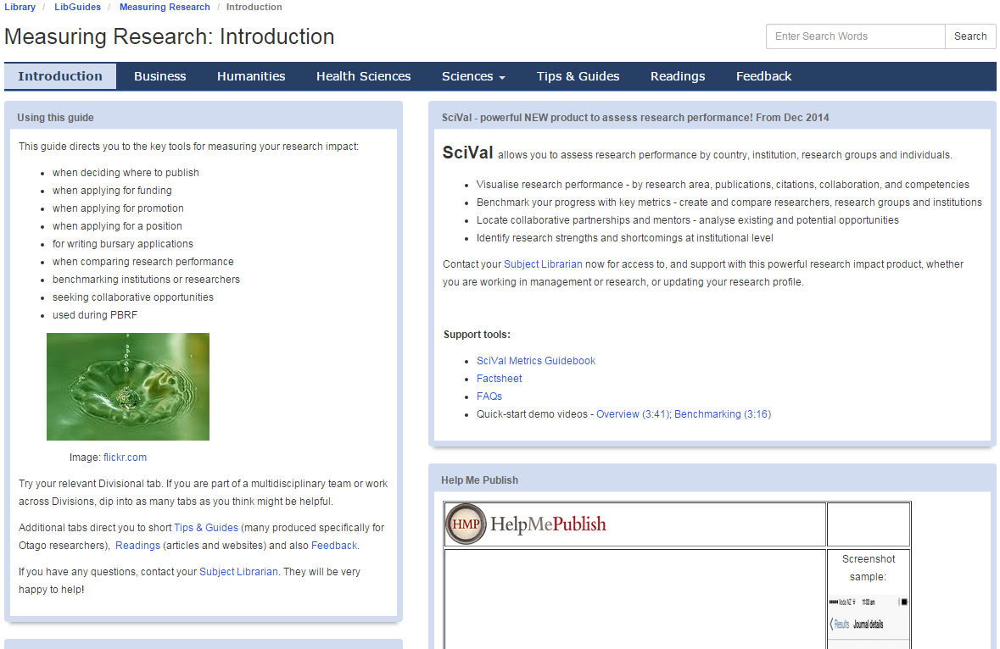 Library / LibGuides / Measuring Research / Introduction
Measuring Research: Introduction
Enter Search Words Search
Introduction Business Humanities Health Sciences Sciences Tips & Guides Readings Feedback
Using this guide
This guide directs you to the key tools for measuring your research impact:
when deciding where to publish
when applying for funding
when applying for promotion
when applying for a position
for writing bursary applications
when comparing research performance
benchmarking institutions or researchers
seeking collaborative opportunities
used during PBRF
Image: flickr.com
Try your relevant Divisional tab. If you are part of a multidisciplinary team or work
across Divisions, dip into as many tabs as you think might be helpful.
Additional tabs direct you to short Tips & Guides (many produced specifically for
Otago researchers), Readings (articles and websites) and also Feedback.
If you have any questions, contact your Subject Librarian. They will be very
happy to help!
SciVal - powerful NEW product to assess research performance! From Dec 2014
SciVal allows you to assess research performance by country, institution, research groups and individuals.
Visualise research performance - by research area, publications, citations, collaboration, and competencies
Benchmark your progress with key metrics - create and compare researchers, research groups and institutions
Locate collaborative partnerships and mentors - analyse existing and potential opportunities
Identify research strengths and shortcomings at institutional level
Contact your Subject Librarian now for access to, and support with this powerful research impact product, whether
you are working in management or research, or updating your research profile.
Support tools:
SciVal Metrics Guidebook
Factsheet
FAQs
Quick-start demo videos - Overview (3:41); Benchmarking (3:16)
Help Me Publish
HMP HelpMePublish
Screenshot
sample:
Voda NZ 11:03 am
Results Journal details